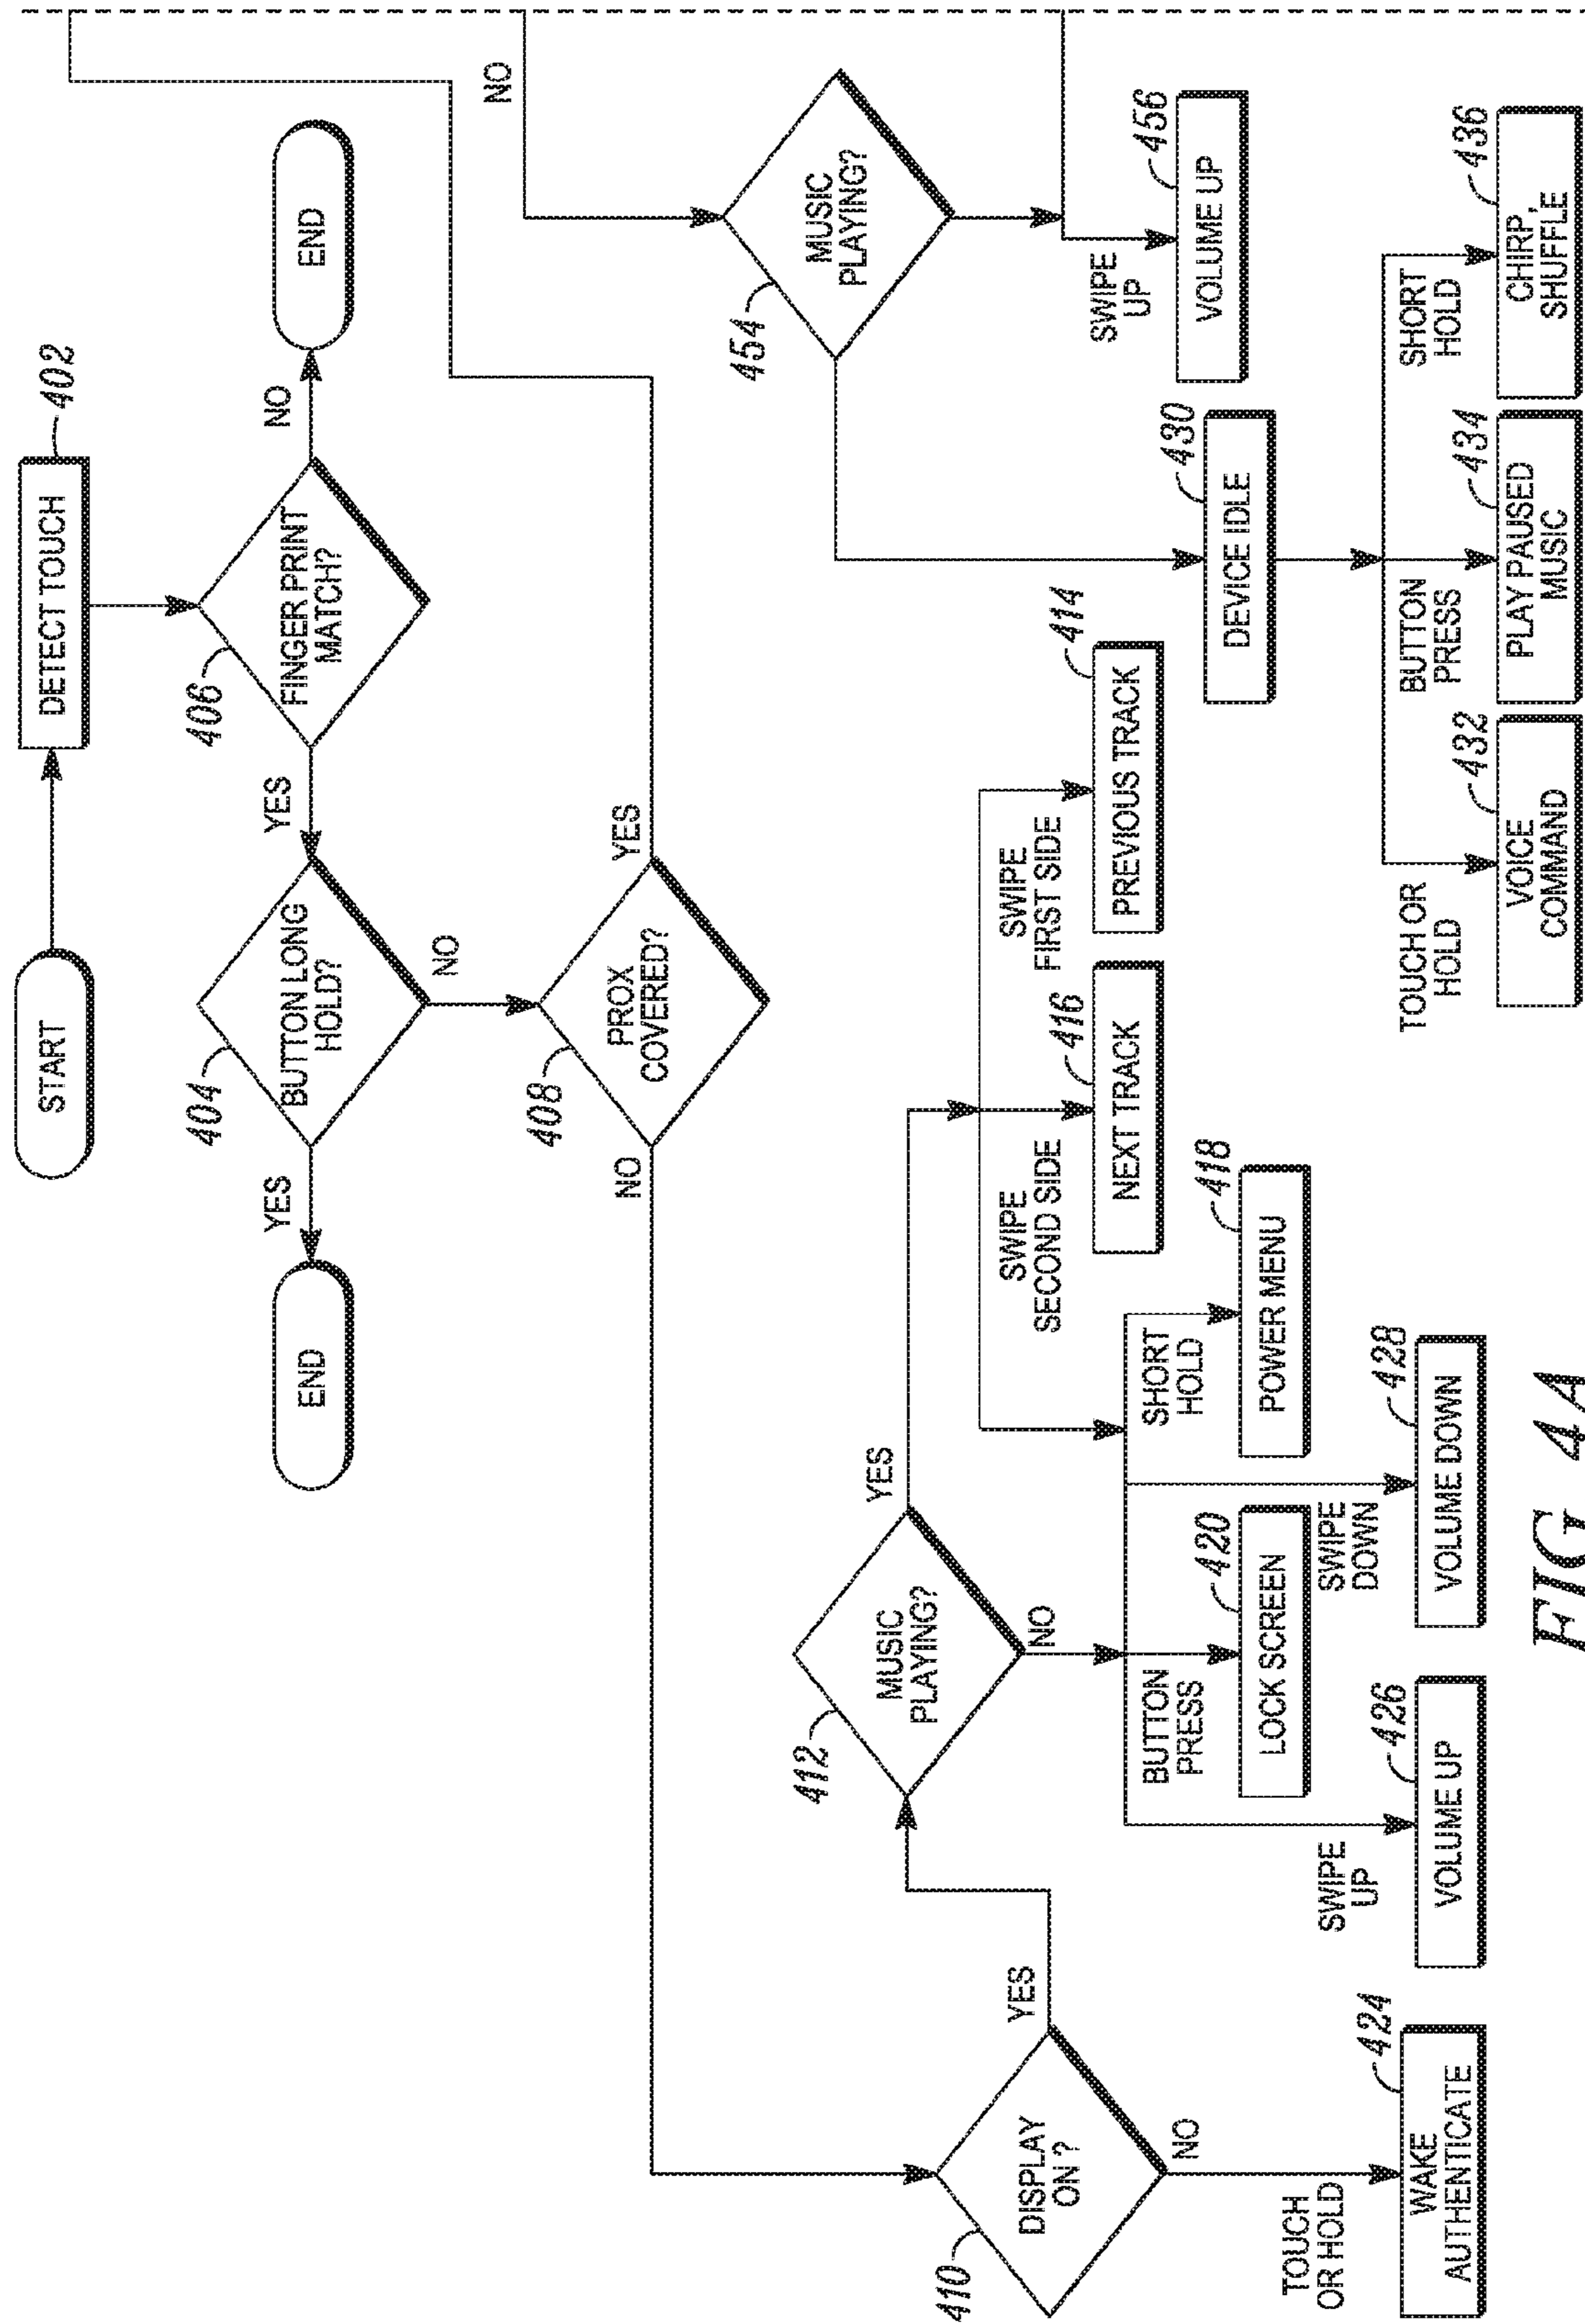 START
DETECT TOUCH
402
404
BUTTON LONG
HOLD?
YES
END
YES
406
FINGER PRINT
MATCH?
NO
END
NO
408
PROX
COVERED?
NO
YES
410
DISPLAY
ON ?
YES
NO
TOUCH
OR HOLD
424
WAKE
AUTHENTICATE
412
MUSIC
PLAYING?
YES
NO
SWIPE
SECOND SIDE
SWIPE
FIRST SIDE
416
NEXT TRACK
414
PREVIOUS TRACK
BUTTON
PRESS
SHORT
HOLD
420
LOCK SCREEN
418
POWER MENU
SWIPE
UP
SWIPE
DOWN
426
VOLUME UP
428
VOLUME DOWN
NO
454
MUSIC
PLAYING?
SWIPE
UP
456
VOLUME UP
430
DEVICE IDLE
TOUCH OR
HOLD
BUTTON
PRESS
SHORT
HOLD
432
VOICE
COMMAND
434
PLAY PAUSED
MUSIC
436
CHIRP,
SHUFFLE
FIG 4A